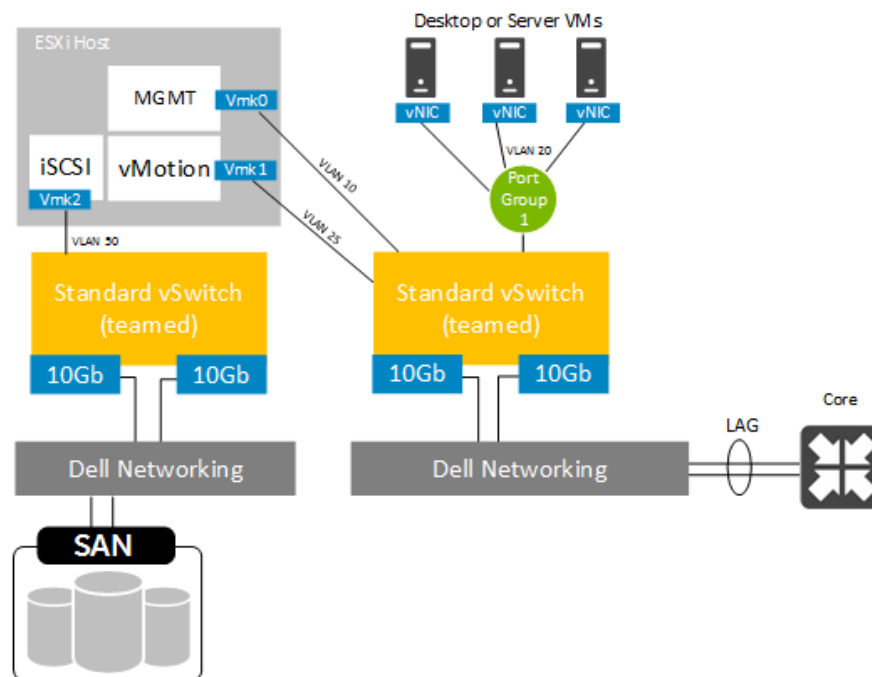 Desktop or Server VMs
ESXi Host
MGMT
Vmk0
vNIC
vNIC
vNIC
iSCSI
vMotion
Vmk1
Vmk2
VLAN 10
VLAN 20
Port
Group
1
VLAN 25
VLAN 50
Standard vSwitch
(teamed)
Standard vSwitch
(teamed)
10Gb
10Gb
10Gb
10Gb
Core
LAG
Dell Networking
Dell Networking
SAN